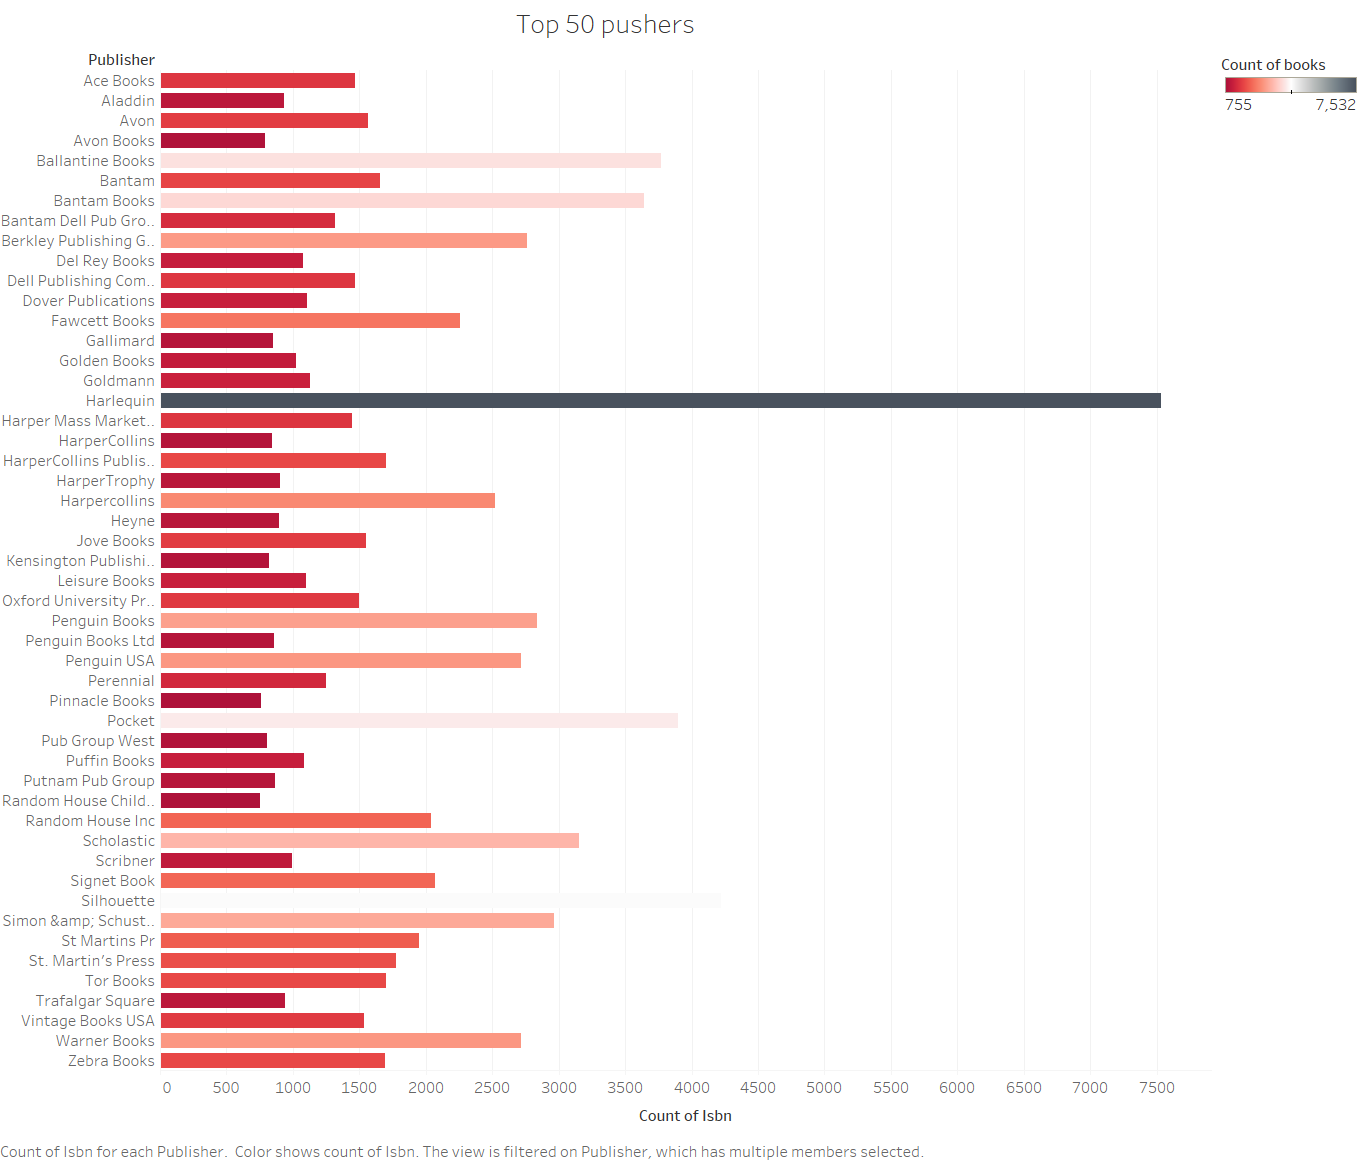 Top 50 pushers
Publisher
Count of books
755 7,532
Ace Books
Aladdin
Avon
Avon Books
Ballantine Books
Bantam
Bantam Books
Bantam Dell Pub Gro..
Berkley Publishing G..
Del Rey Books
Dell Publishing Com..
Dover Publications
Fawcett Books
Gallimard
Golden Books
Goldmann
Harlequin
Harper Mass Market..
HarperCollins
HarperCollins Publis..
HarperTrophy
Harpercollins
Heyne
Jove Books
Kensington Publishi..
Leisure Books
Oxford University Pr..
Penguin Books
Penguin Books Ltd
Penguin USA
Perennial
Pinnacle Books
Pocket
Pub Group West
Puffin Books
Putnam Pub Group
Random House Child..
Random House Inc
Scholastic
Scribner
Signet Book
Silhouette
Simon &amp; Schust..
St Martins Pr
St. Martin's Press
Tor Books
Trafalgar Square
Vintage Books USA
Warner Books
Zebra Books
0 500 1000 1500 2000 2500 3000 3500 4000 4500 5000 5500 6000 6500 7000 7500
Count of Isbn
Count of Isbn for each Publisher. Color shows count of Isbn. The view is filtered on Publisher, which has multiple members selected.